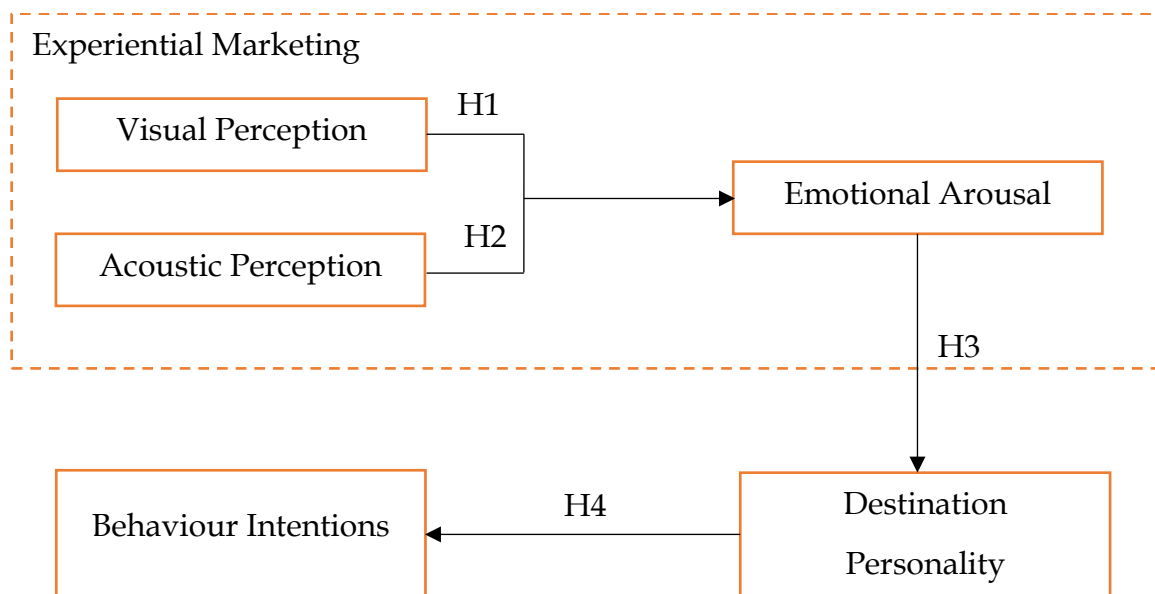 Experiential Marketing
H1
Visual Perception
Emotional Arousal
H2
Acoustic Perception
H3
Behaviour Intentions
H4
Destination
Personality